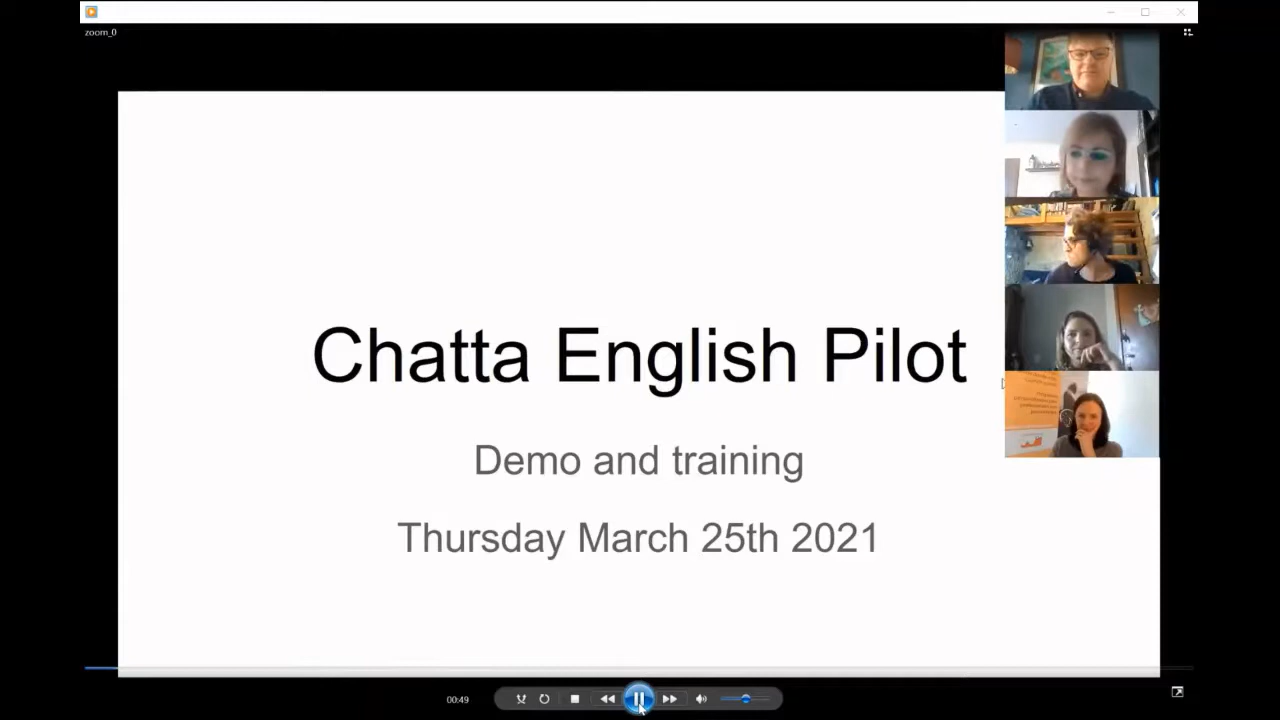 zoom_0
Chatta English Pilot
Demo and training
Thursday March 25th 2021
00:49